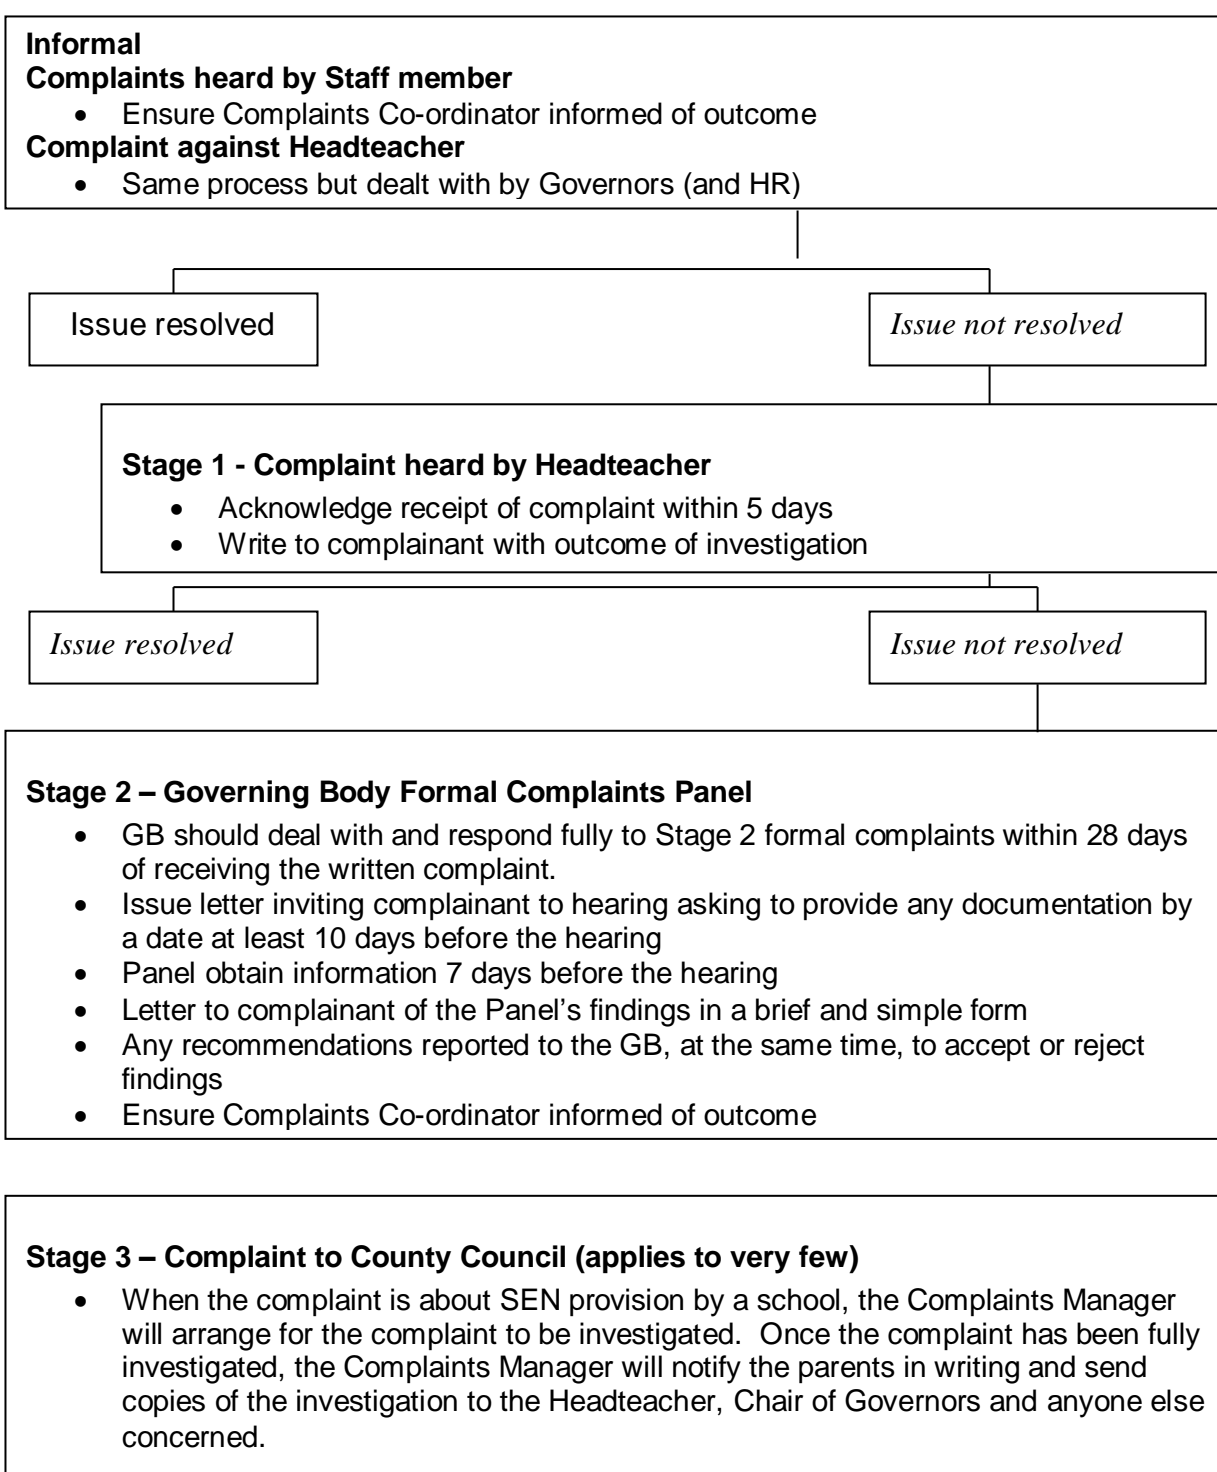 Informal
Complaints heard by Staff member
• Ensure Complaints Co-ordinator informed of outcome
Complaint against Headteacher
• Same process but dealt with by Governors (and HR)
Issue resolved
Issue not resolved
Stage 1 - Complaint heard by Headteacher
• Acknowledge receipt of complaint within 5 days
• Write to complainant with outcome of investigation
Issue resolved
Issue not resolved
Stage 2 – Governing Body Formal Complaints Panel
• GB should deal with and respond fully to Stage 2 formal complaints within 28 days
of receiving the written complaint.
• Issue letter inviting complainant to hearing asking to provide any documentation by
a date at least 10 days before the hearing
• Panel obtain information 7 days before the hearing
• Letter to complainant of the Panel’s findings in a brief and simple form
• Any recommendations reported to the GB, at the same time, to accept or reject
findings
• Ensure Complaints Co-ordinator informed of outcome
Stage 3 – Complaint to County Council (applies to very few)
• When the complaint is about SEN provision by a school, the Complaints Manager
will arrange for the complaint to be investigated.  Once the complaint has been fully
investigated, the Complaints Manager will notify the parents in writing and send
copies of the investigation to the Headteacher, Chair of Governors and anyone else
concerned.